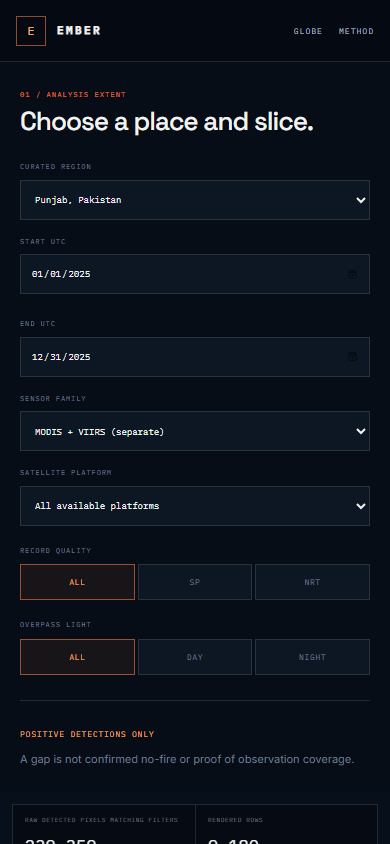 E EMBER GLOBE METHOD
01 / ANALYSIS EXTENT
Choose a place and slice.
CURATED REGION
Punjab, Pakistan
START UTC
01/01/2025
END UTC
12/31/2025
SENSOR FAMILY
MODIS + VIIRS (separate)
SATELLITE PLATFORM
All available platforms
RECORD QUALITY
ALL SP NRT
OVERPASS LIGHT
ALL DAY NIGHT
POSITIVE DETECTIONS ONLY
A gap is not confirmed no-fire or proof of observation coverage.
RAW DETECTED PIXELS MATCHING FILTERS RENDERED ROWS